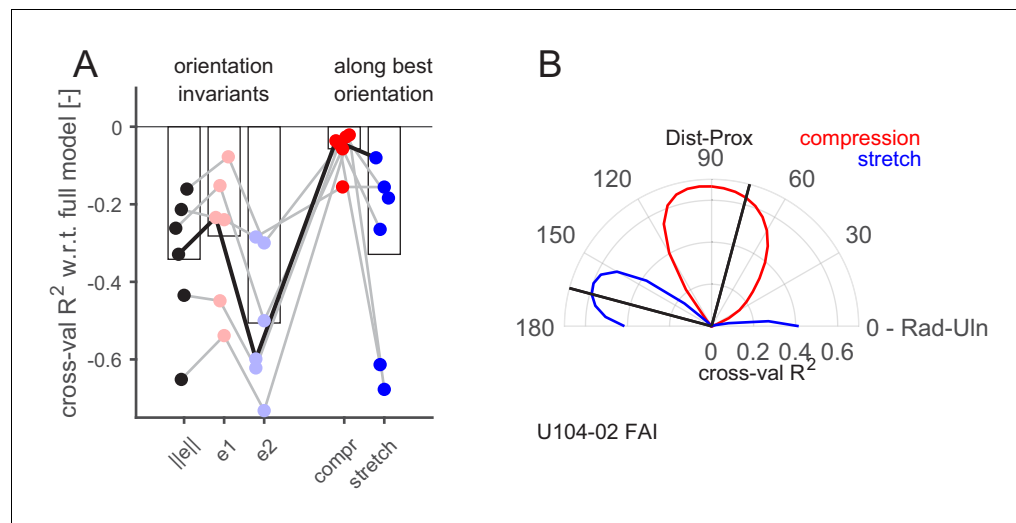 A
orientation
invariants
along best
orientation
cross-val R² w.r.t. full model [-]
0
-0.2
-0.4
-0.6
||e||
e1
e2
compr
stretch
B
Dist-Prox
compression
stretch
90
120
60
150
30
180
0 - Rad-Uln
0 0.2 0.4 0.6
cross-val R²
U104-02 FAI